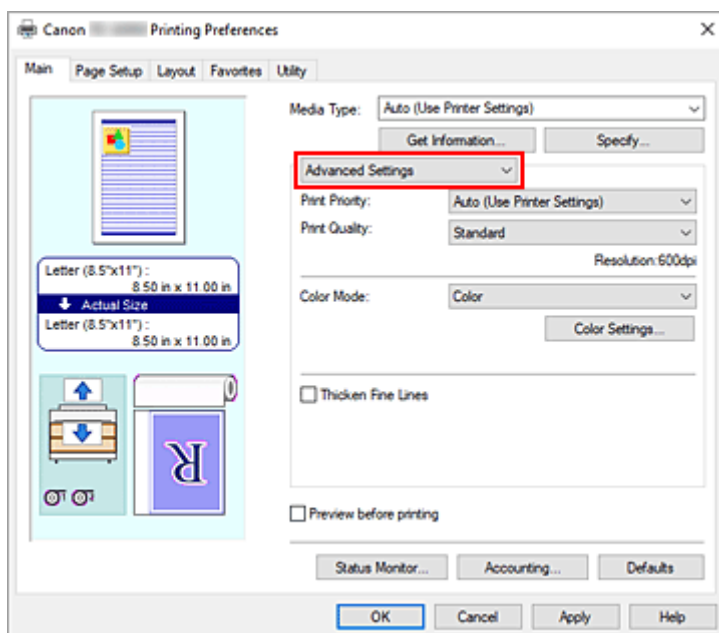 Canon Printing Preferences
Main Page Setup Layout Favorites Utility
Media Type: Auto (Use Printer Settings)
Get Information... Specify...
Advanced Settings
Print Priority: Auto (Use Printer Settings)
Print Quality: Standard
Resolution:600dpi
Letter (8.5"x11") :
8.50 in x 11.00 in
Actual Size
Letter (8.5"x11") :
8.50 in x 11.00 in
Color Mode: Color
Color Settings...
Thicken Fine Lines
R
Preview before printing
Status Monitor... Accounting... Defaults
OK Cancel Apply Help